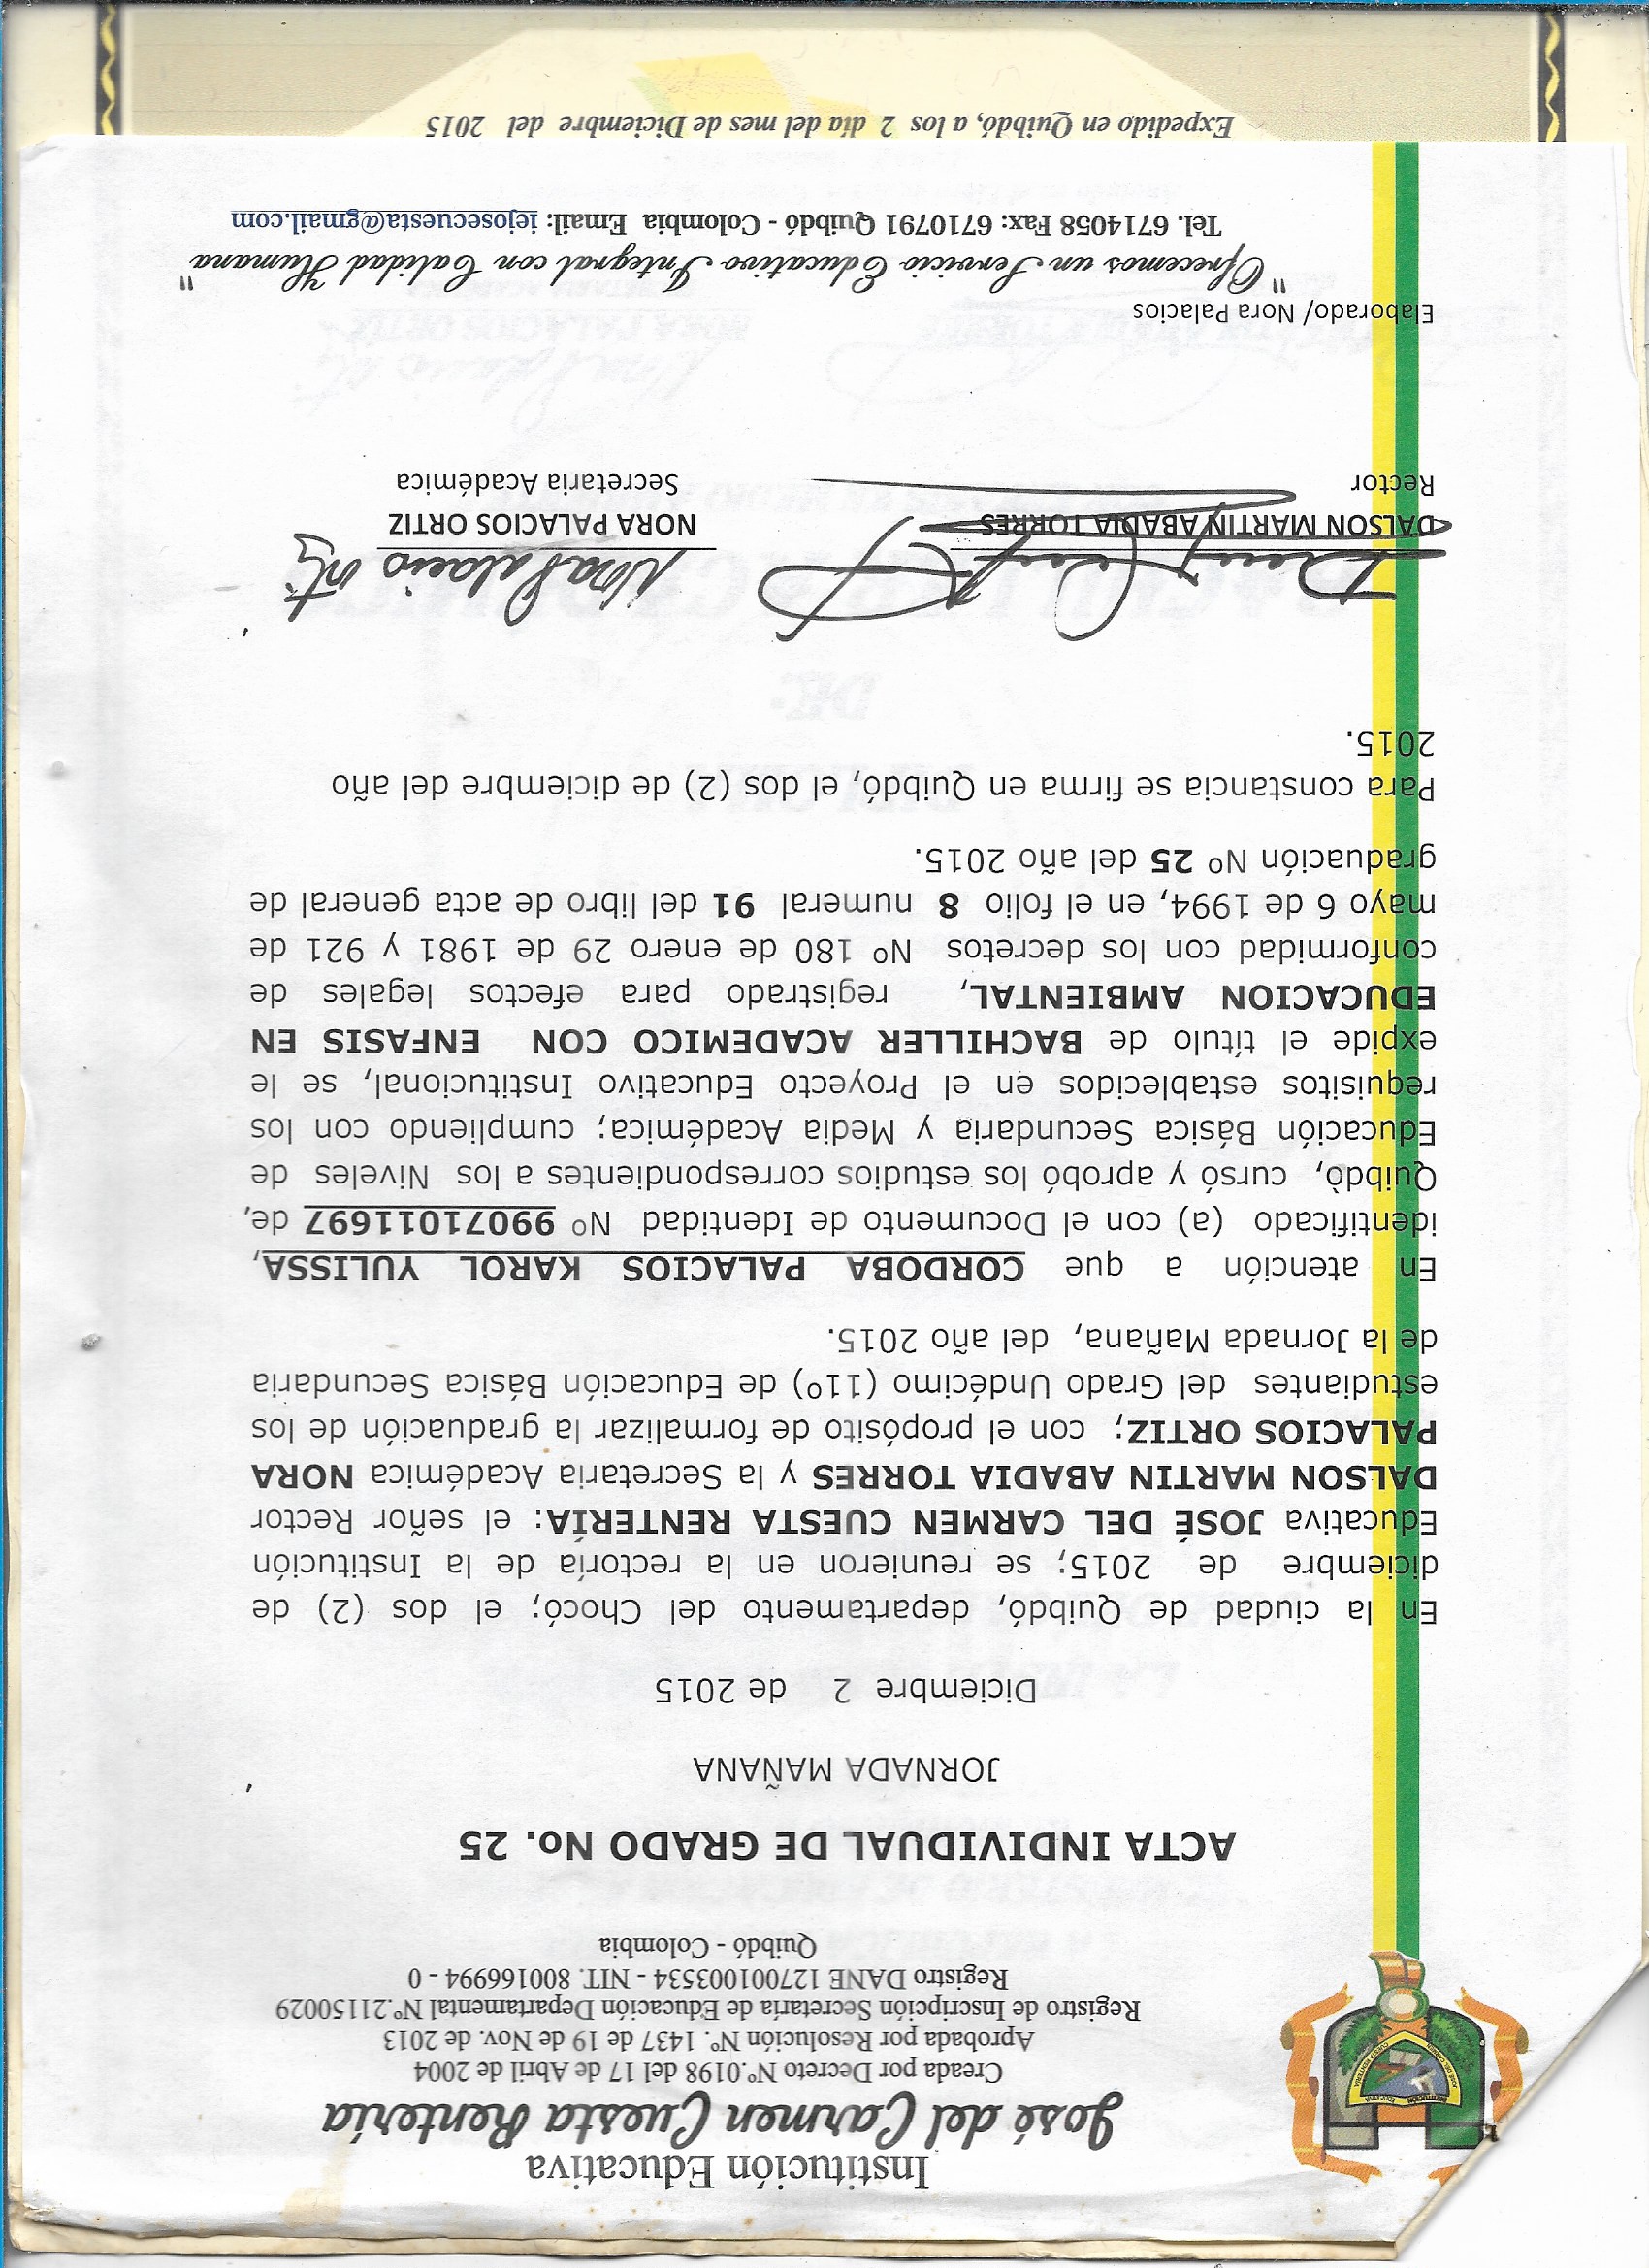 Institución Educativa
José del Carmen Cuesta Rentería
Creada por Decreto Nº.0198 del 17 de Abril de 2004
Aprobada por Resolución Nº. 1437 de 19 de Nov. de 2013
Registro de Inscripción Secretaría de Educación Departamental Nº.21150029
Registro DANE 127001003534 - NIT. 800166994 - 0
Quibdó - Colombia
ACTA INDIVIDUAL DE GRADO No. 25
JORNADA MAÑANA
Diciembre 2 de 2015
En la ciudad de Quibdó, departamento del Chocó; el dos (2) de
diciembre de 2015; se reunieron en la rectoría de la Institución
Educativa JOSÉ DEL CARMEN CUESTA RENTERÍA: el señor Rector
DALSON MARTIN ABADIA TORRES y la Secretaria Académica NORA
PALACIOS ORTIZ; con el propósito de formalizar la graduación de los
estudiantes del Grado Undécimo (11º) de Educación Básica Secundaria
de la Jornada Mañana, del año 2015.
En atención a que CORDOBA PALACIOS KAROL YULISSA,
identificado (a) con el Documento de Identidad Nº 99071011697 de,
Quibdò, cursó y aprobó los estudios correspondientes a los Niveles de
Educación Básica Secundaria y Media Académica; cumpliendo con los
requisitos establecidos en el Proyecto Educativo Institucional, se le
expide el título de BACHILLER ACADEMICO CON ENFASIS EN
EDUCACION AMBIENTAL, registrado para efectos legales de
conformidad con los decretos Nº 180 de enero 29 de 1981 y 921 de
mayo 6 de 1994, en el folio 8 numeral 91 del libro de acta general de
graduación Nº 25 del año 2015.
Para constancia se firma en Quibdó, el dos (2) de diciembre del año
2015.
Nora Palacios Ortiz
DALSON MARTIN ABADIA TORRES NORA PALACIOS ORTIZ
Rector Secretaria Académica
Elaborado/ Nora Palacios
"Ofrecemos un Servicio Educativo Integral con Calidad Humana"
Tel. 6714058 Fax: 6710791 Quibdó - Colombia Email: iejosecuesta@gmail.com
Expedido en Quibdó, a los 2 día del mes de Diciembre del 2015